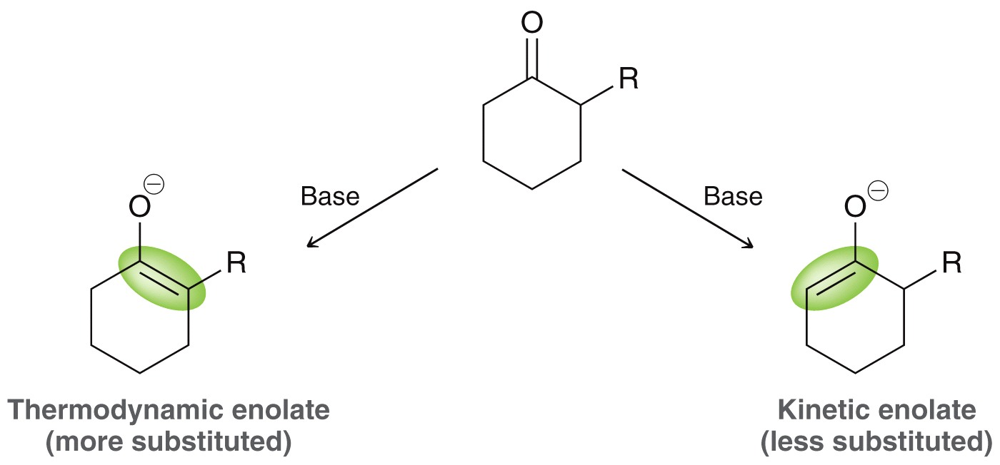 O
R
Base
Base
⊖
O
R
⊖
O
R
Thermodynamic enolate
(more substituted)
Kinetic enolate
(less substituted)